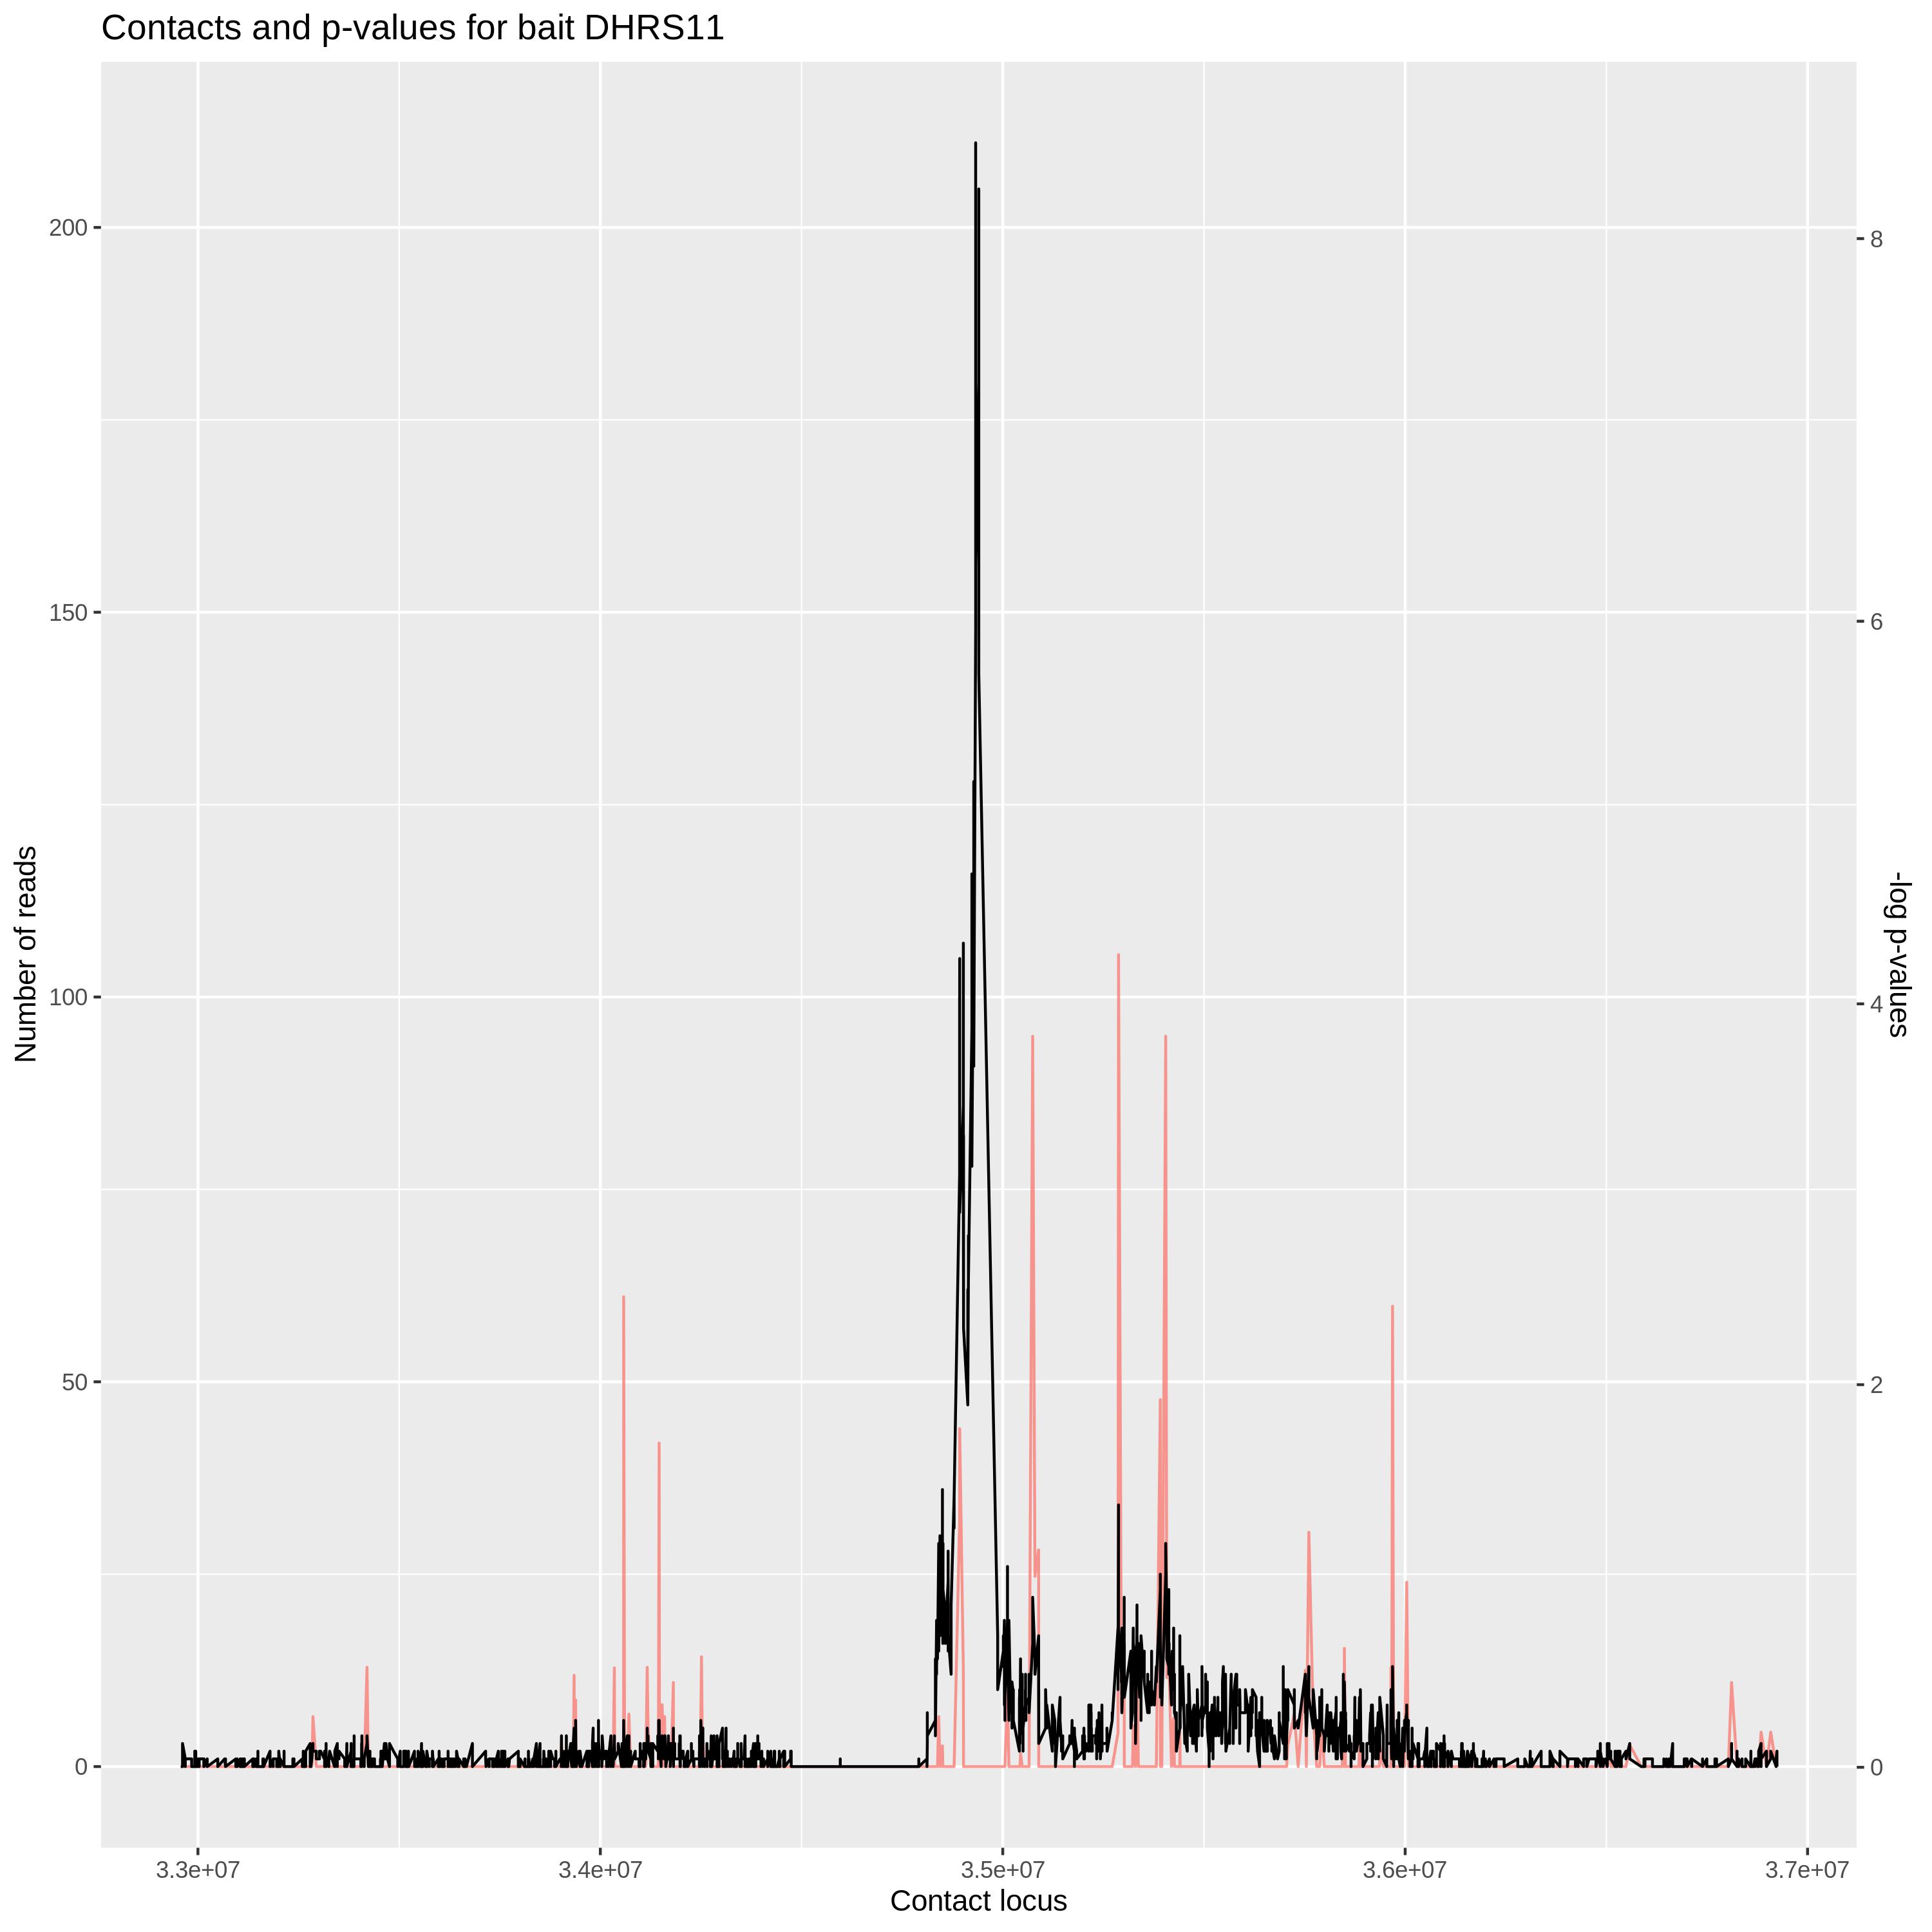 Contacts and p-values for bait DHRS11
200
150
100
50
0
8
6
4
2
0
Number of reads
-log p-values
3.3e+07
3.4e+07
3.5e+07
3.6e+07
3.7e+07
Contact locus